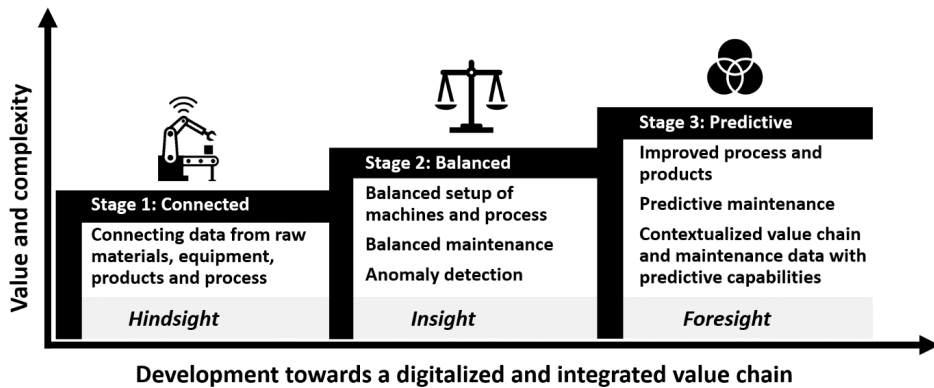 Value and complexity
Stage 1: Connected
Connecting data from raw
materials, equipment,
products and process
Hindsight
Stage 2: Balanced
Balanced setup of
machines and process
Balanced maintenance
Anomaly detection
Insight
Stage 3: Predictive
Improved process and
products
Predictive maintenance
Contextualized value chain
and maintenance data with
predictive capabilities
Foresight
Development towards a digitalized and integrated value chain